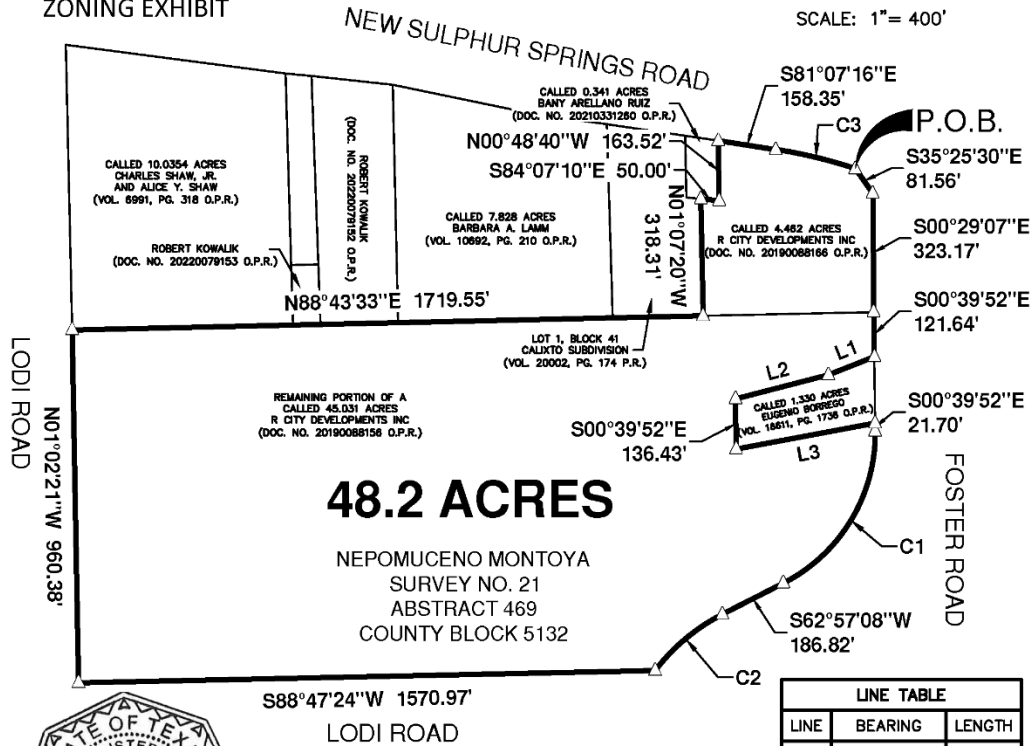 ZONING EXHIBIT
SCALE: 1"= 400'
NEW SULPHUR SPRINGS ROAD
S81°07'16"E
158.35'
C3
P.O.B.
CALLED 0.341 ACRES
BANY ARELLANO RUIZ
(DOC. NO. 20210331260 O.P.R.)
N00°48'40"W 163.52'
S84°07'10"E 50.00'
S35°25'30"E
81.56'
CALLED 10.0354 ACRES
CHARLES SHAW, JR.
AND ALICE Y. SHAW
(VOL. 6991, PG. 318 O.P.R.)
ROBERT KOWALIK
(DOC. NO. 20220079152 O.P.R.)
ROBERT KOWALIK
(DOC. NO. 20220079153 O.P.R.)
CALLED 7.828 ACRES
BARBARA A. LAMM
(VOL. 10692, PG. 210 O.P.R.)
N01°07'20"W
318.31'
CALLED 4.462 ACRES
R CITY DEVELOPMENTS INC
(DOC. NO. 20190088166 O.P.R.)
S00°29'07"E
323.17'
N88°43'33"E 1719.55'
S00°39'52"E
121.64'
LOT 1, BLOCK 41
CALIXTO SUBDIVISION
(VOL. 20002, PG. 174 P.R.)
L1
L2
CALLED 1.330 ACRES
EUGENIO BORREGO
(VOL. 18611, PG. 1736 O.P.R.)
L3
S00°39'52"E
136.43'
S00°39'52"E
21.70'
REMAINING PORTION OF A
CALLED 45.031 ACRES
R CITY DEVELOPMENTS INC
(DOC. NO. 20190088156 O.P.R.)
LODI ROAD
N01°02'21"W 960.38'
48.2 ACRES
NEPOMUCENO MONTOYA
SURVEY NO. 21
ABSTRACT 469
COUNTY BLOCK 5132
FOSTER ROAD
C1
S62°57'08"W
186.82'
C2
S88°47'24"W 1570.97'
LODI ROAD
LINE TABLE
LINE BEARING LENGTH